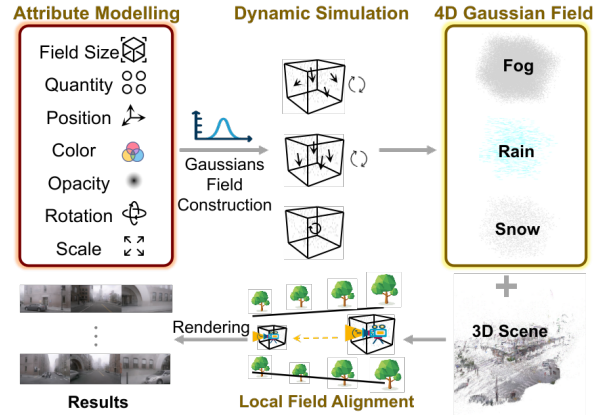 Attribute Modelling
Dynamic Simulation
4D Gaussian Field
Field Size
Quantity
Position
Color
Opacity
Rotation
Scale
Gaussians
Field
Construction
Fog
Rain
Snow
+
3D Scene
Rendering
Local Field Alignment
Results